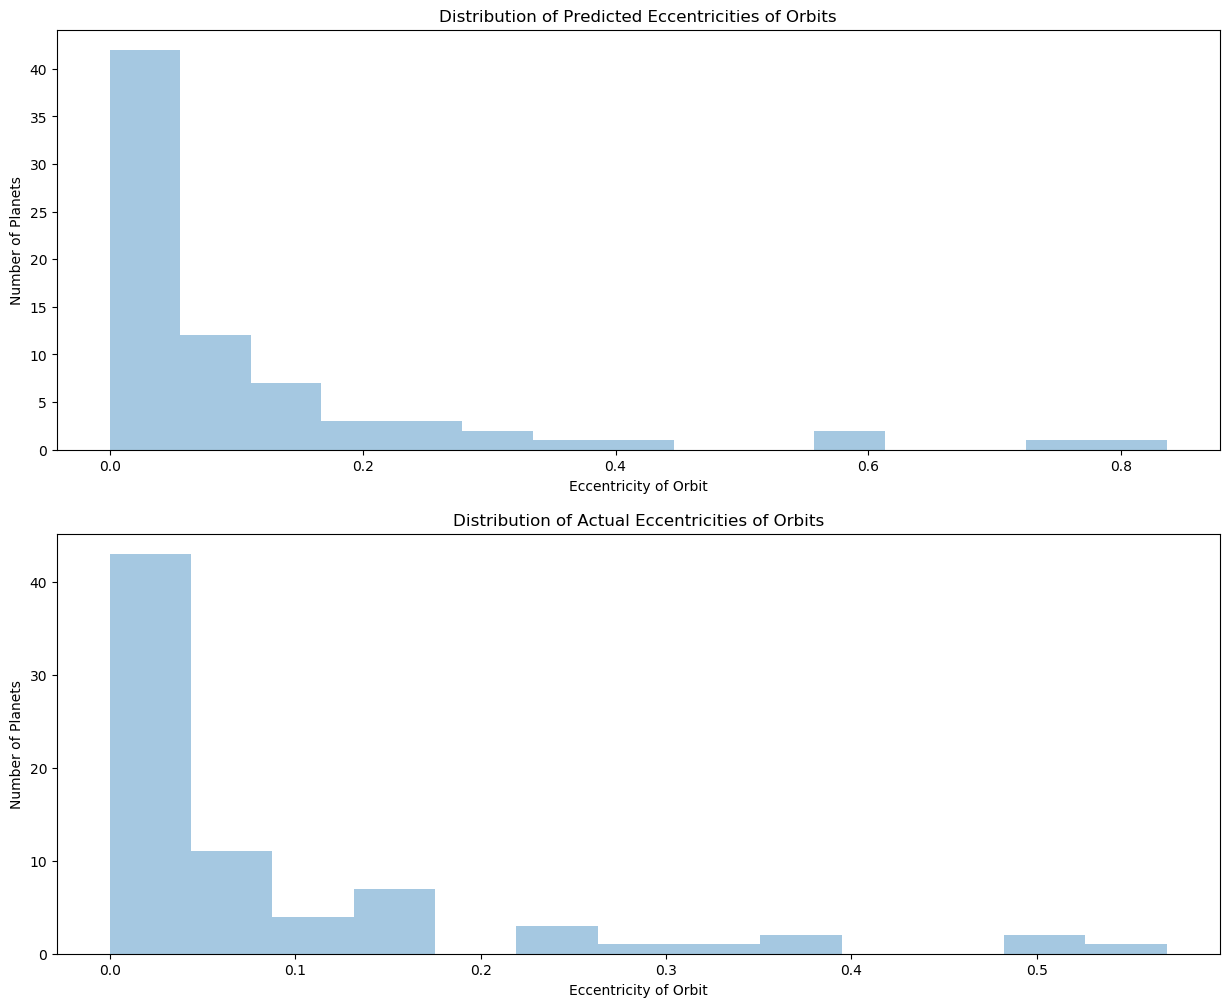 Distribution of Predicted Eccentricities of Orbits
40
35
30
25
20
15
10
5
0
Number of Planets
0.0 0.2 0.4 0.6 0.8
Eccentricity of Orbit
Distribution of Actual Eccentricities of Orbits
40
30
20
10
0
Number of Planets
0.0 0.1 0.2 0.3 0.4 0.5
Eccentricity of Orbit